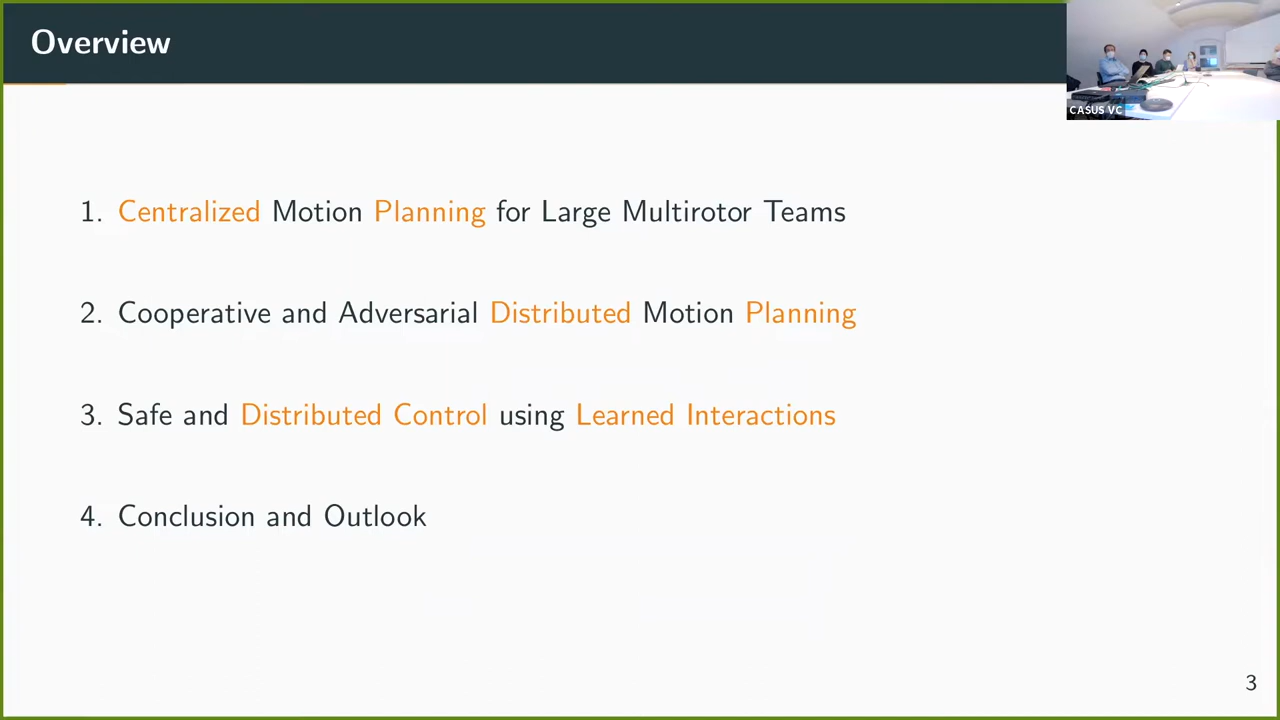 Overview
CASUS VC
1. Centralized Motion Planning for Large Multirotor Teams
2. Cooperative and Adversarial Distributed Motion Planning
3. Safe and Distributed Control using Learned Interactions
4. Conclusion and Outlook
3